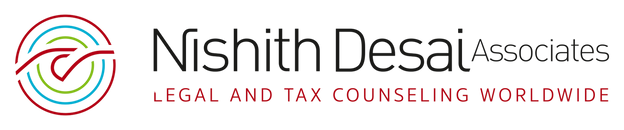 Nishith Desai Associates
LEGAL AND TAX COUNSELING WORLDWIDE